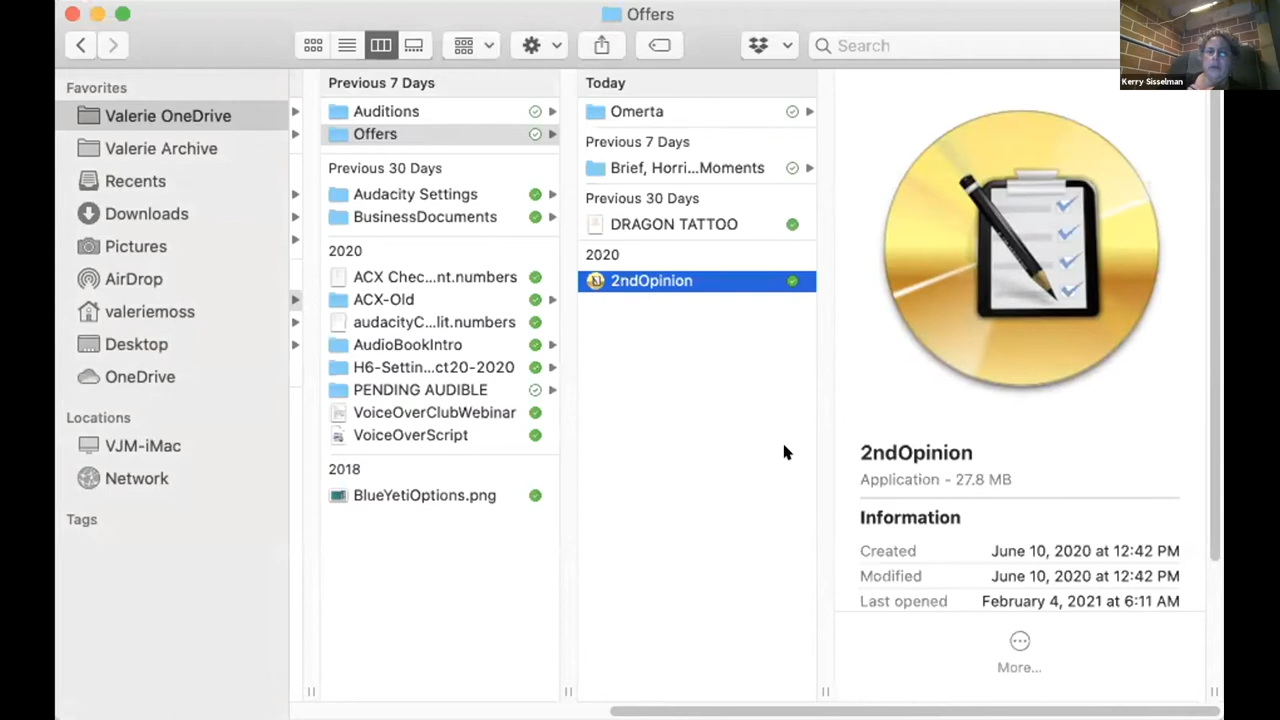 Offers
Search
Kerry Sisselman
Favorites
Valerie OneDrive
Valerie Archive
Recents
Downloads
Pictures
AirDrop
valeriemoss
Desktop
OneDrive
Locations
VJM-iMac
Network
Tags
Previous 7 Days
Auditions
Offers
Previous 30 Days
Audacity Settings
BusinessDocuments
2020
ACX Chec...nt.numbers
ACX-Old
audacityC...lit.numbers
AudioBookIntro
H6-Settin...ct20-2020
PENDING AUDIBLE
VoiceOverClubWebinar
VoiceOverScript
2018
BlueYetiOptions.png
Today
Omerta
Previous 7 Days
Brief, Horri...Moments
Previous 30 Days
DRAGON TATTOO
2020
2ndOpinion
2ndOpinion
Application - 27.8 MB
Information
Created June 10, 2020 at 12:42 PM
Modified June 10, 2020 at 12:42 PM
Last opened February 4, 2021 at 6:11 AM
More...